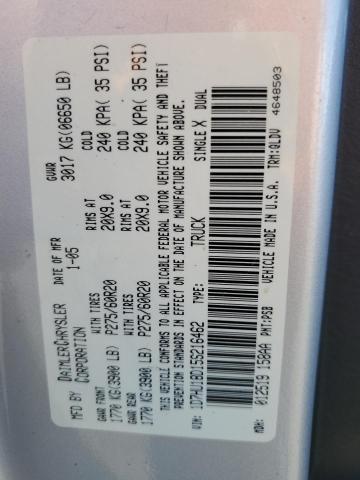 DAIMLERCHRYSLER CORPORATION
DATE OF MFR 1-05
GVWR 3017 KG(06650 LB)
GAWR FRONT 1770 KG(3900 LB)
WITH TIRES P275/60R20
RIMS AT 20X9.0
COLD 240 KPA( 35 PSI)
GAWR REAR 1770 KG(3900 LB)
WITH TIRES P275/60R20
RIMS AT 20X9.0
COLD 240 KPA( 35 PSI)
THIS VEHICLE CONFORMS TO ALL APPLICABLE FEDERAL MOTOR VEHICLE SAFETY AND THEFT
PREVENTION STANDARDS IN EFFECT ON THE DATE OF MANUFACTURE SHOWN ABOVE.
VIN: 1D7HU18D15S216462
TYPE: TRUCK
SINGLE X DUAL
012519 1580AA PNT:PSB
VEHICLE MADE IN U.S.A.
TRM:QLDV
4648503